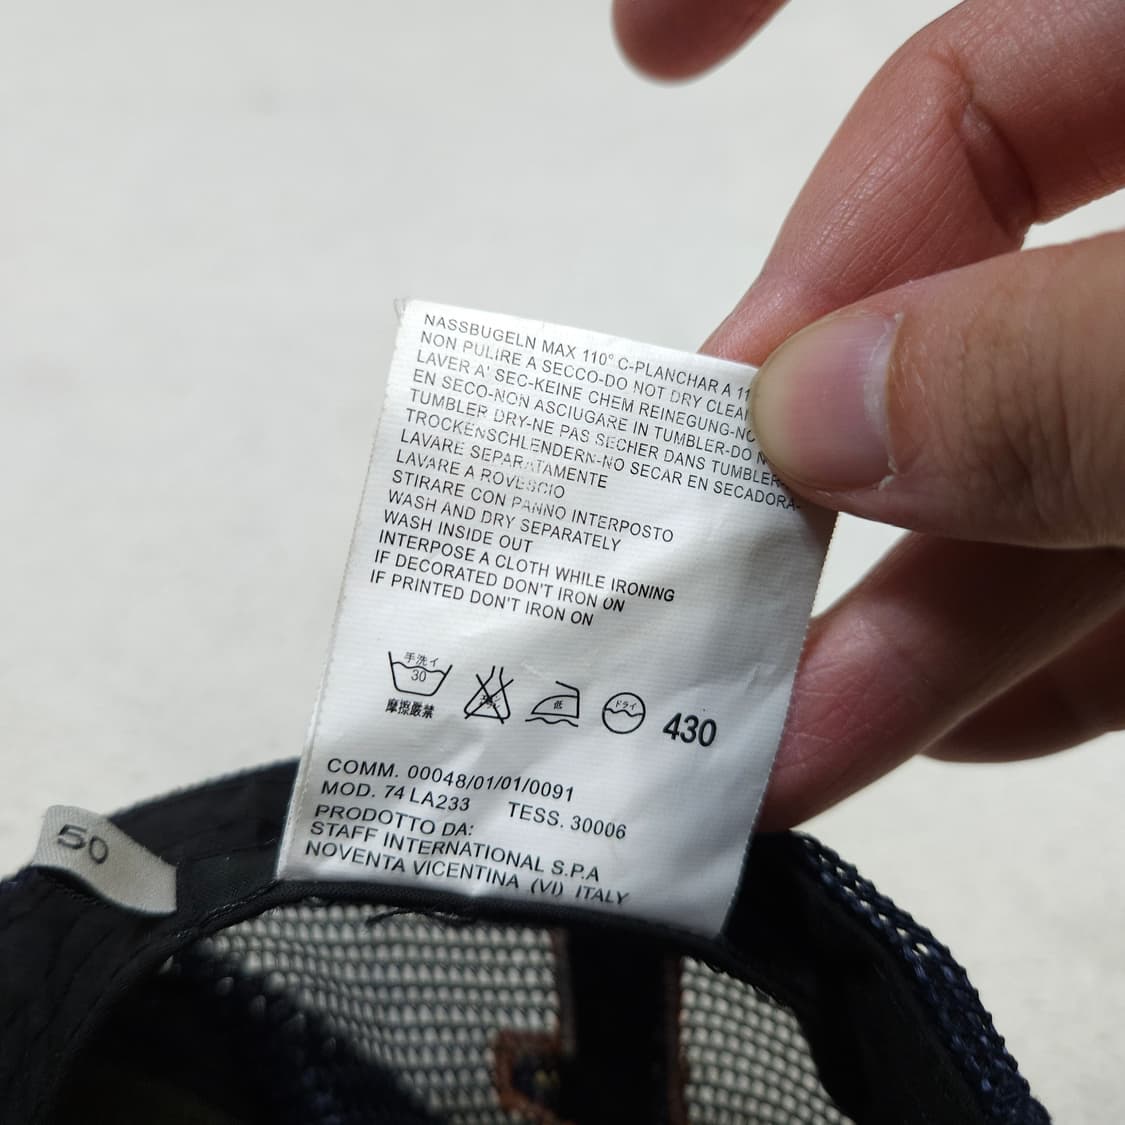 NASSBUGELN MAX 110° C-PLANCHAR A 11
NON PULIRE A SECCO-DO NOT DRY CLEA
LAVER A' SEC-KEINE CHEM REINEGUNG-NO
EN SECO-NON ASCIUGARE IN TUMBLER-DO N
TUMBLER DRY-NE PAS SECHER DANS TUMBLER-
TROCKENSCHLENDERN-NO SECAR EN SECADORA-
LAVARE SEPARATAMENTE
LAVARE A ROVESCIO
STIRARE CON PANNO INTERPOSTO
WASH AND DRY SEPARATELY
WASH INSIDE OUT
INTERPOSE A CLOTH WHILE IRONING
IF DECORATED DON'T IRON ON
IF PRINTED DON'T IRON ON
手洗イ
30
低
ドライ
430
摩擦厳禁
COMM. 00048/01/01/0091
MOD. 74LA233 TESS. 30006
PRODOTTO DA:
STAFF INTERNATIONAL S.P.A
NOVENTA VICENTINA (VI) ITALY
50